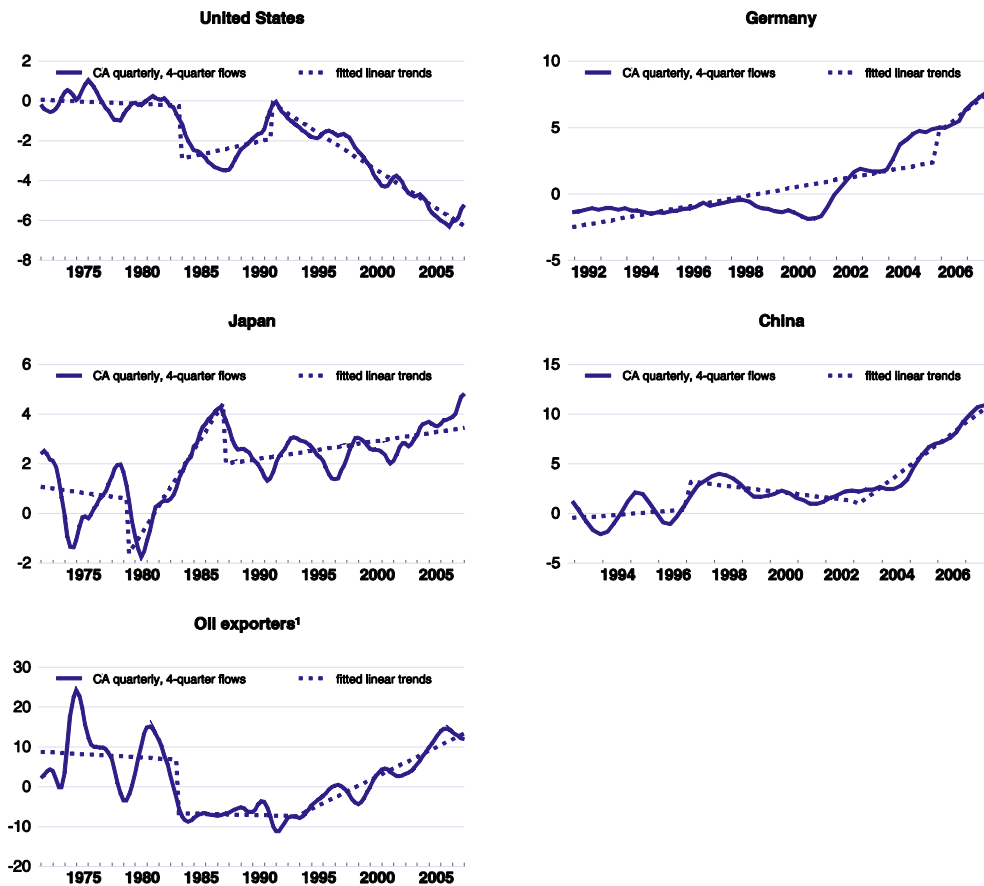 United States
2
0
-2
-4
-6
-8
CA quarterly, 4-quarter flows
fitted linear trends
1975 1980 1985 1990 1995 2000 2005
Germany
10
5
0
-5
CA quarterly, 4-quarter flows
fitted linear trends
1992 1994 1996 1998 2000 2002 2004 2006
Japan
6
4
2
0
-2
CA quarterly, 4-quarter flows
fitted linear trends
1975 1980 1985 1990 1995 2000 2005
China
15
10
5
0
-5
CA quarterly, 4-quarter flows
fitted linear trends
1994 1996 1998 2000 2002 2004 2006
Oil exporters¹
30
20
10
0
-10
-20
CA quarterly, 4-quarter flows
fitted linear trends
1975 1980 1985 1990 1995 2000 2005